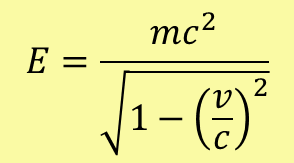 E = mc² / √(1 − (v/c)²)